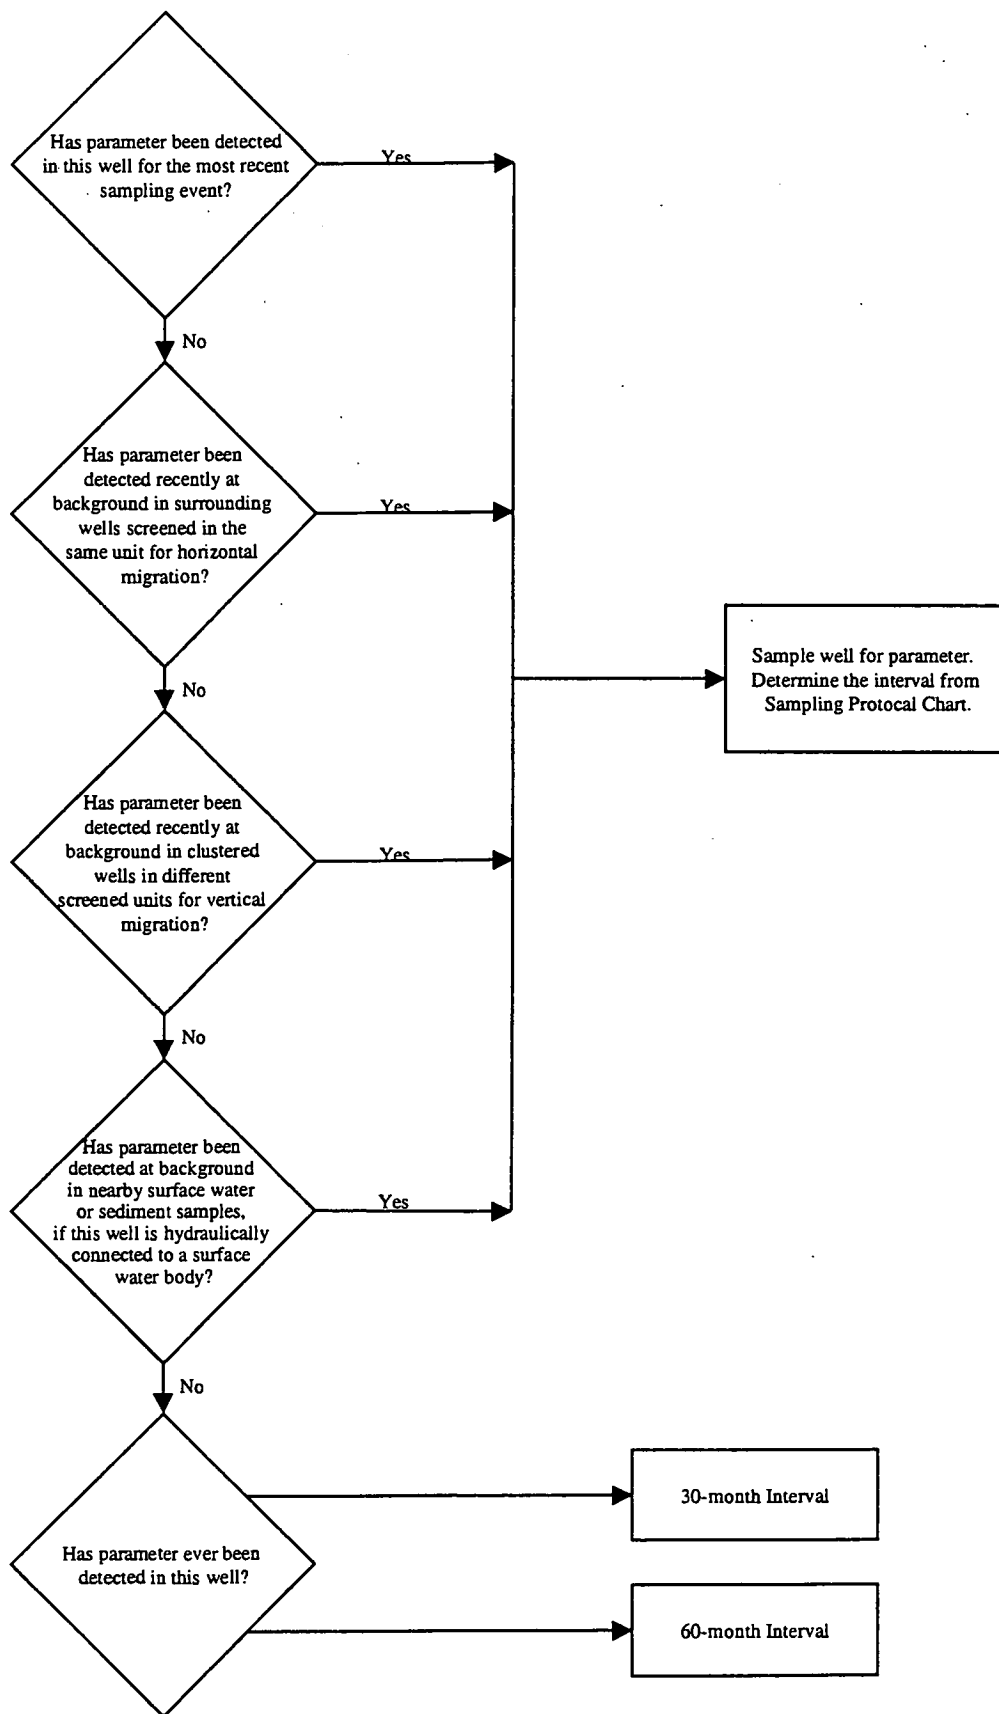 Has parameter been detected
in this well for the most recent
sampling event?
Yes
No
Has parameter been
detected recently at
background in surrounding
wells screened in the
same unit for horizontal
migration?
Yes
No
Sample well for parameter.
Determine the interval from
Sampling Protocal Chart.
Has parameter been
detected recently at
background in clustered
wells in different
screened units for vertical
migration?
Yes
No
Has parameter been
detected at background
in nearby surface water
or sediment samples,
if this well is hydraulically
connected to a surface
water body?
Yes
No
Has parameter ever been
detected in this well?
30-month Interval
60-month Interval